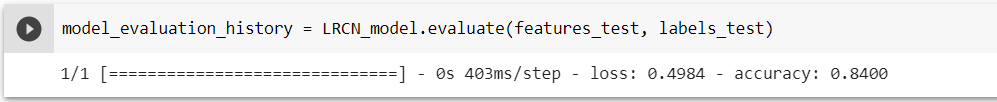 model_evaluation_history = LRCN_model.evaluate(features_test, labels_test)
1/1 [==============================] - 0s 403ms/step - loss: 0.4984 - accuracy: 0.8400